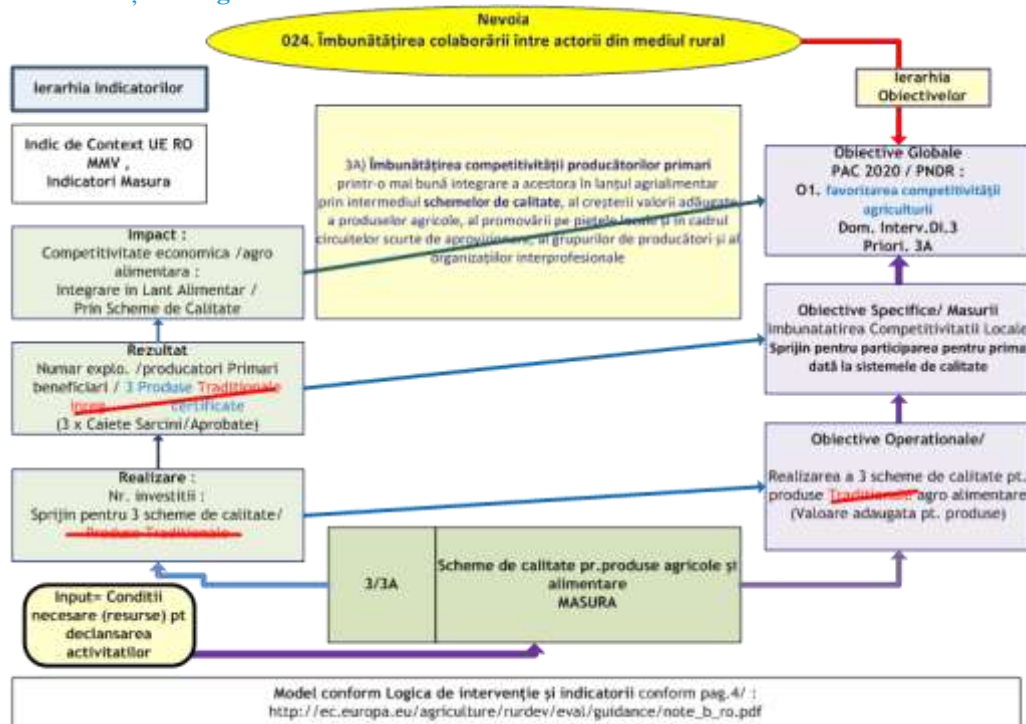 Nevoia
024. Îmbunătățirea colaborării între actorii din mediul rural
Ierarhia Indicatorilor
Ierarhia
Obiectivelor
Indic de Context UE RO
MMV ,
Indicatori Masura
3A) Îmbunătățirea competitivității producătorilor primari
printr-o mai bună integrare a acestora în lanțul agrialimentar
prin intermediul schemelor de calitate, al creșterii valorii adăugate
a produselor agricole, al promovării pe piețele locale și în cadrul
circuitelor scurte de aprovizionare, al grupurilor de producători și al
organizațiilor interprofesionale
Obiective Globale
PAC 2020 / PNDR :
O1. favorizarea competivității
agriculturii
Dom. Interv.DI.3
Priori. 3A
Impact :
Competitivitate economica /agro
alimentara :
Integrare in Lant Alimentar /
Prin Scheme de Calitate
Obiective Specifice/ Masurii
Imbunatatirea Competitivitatii Locale
Sprijin pentru participarea pentru prima
dată la sistemele de calitate
Rezultat
Numar explo. /producatori Primari
beneficiari / 3 Produse Traditionale
certificate
(3 x Caiete Sarcini/Aprobate)
Obiective Operationale/
Realizarea a 3 scheme de calitate pt.
produse Traditionale agro alimentare
(Valoare adaugata pt. produse)
Realizare :
Nr. investitii :
Sprijin pentru 3 scheme de calitate/
Produse Traditionale
3/3A
Scheme de calitate pr.produse agricole și
alimentare
MASURA
Input= Conditii
necesare (resurse) pt
declansarea
activitatilor
Model conform Logica de intervenție și indicatorii conform pag.4/ :
http://ec.europa.eu/agriculture/rurdev/eval/guidance/note_b_ro.pdf